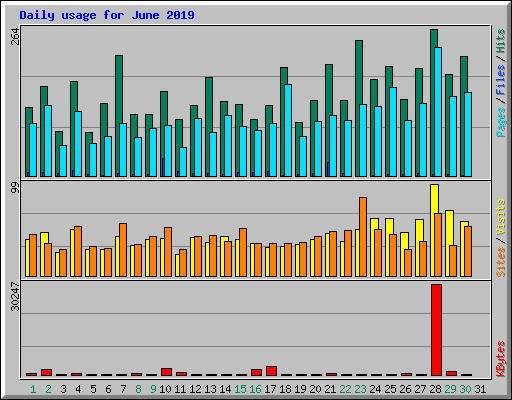 Daily usage for June 2019
264
Pages / Files / Hits
99
Sites / Visits
30247
KBytes
1 2 3 4 5 6 7 8 9 10 11 12 13 14 15 16 17 18 19 20 21 22 23 24 25 26 27 28 29 30 31